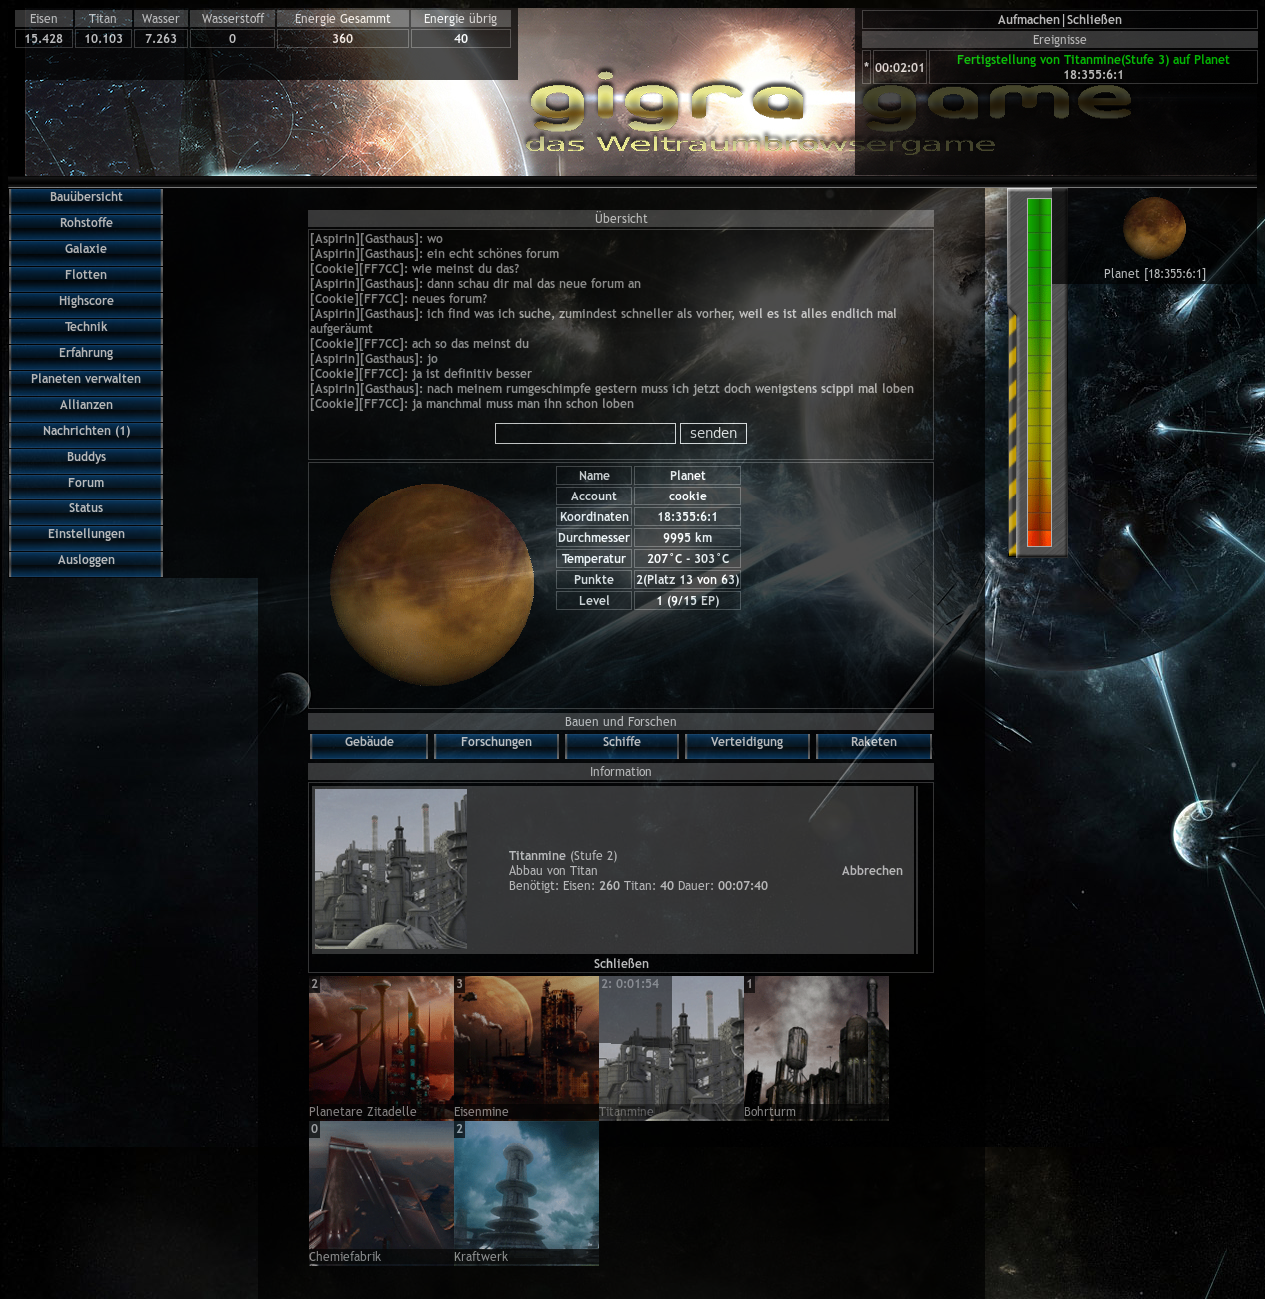 Eisen Titan Wasser Wasserstoff Energie Gesammt Energie übrig
15.428 10.103 7.263 0 360 40
Aufmachen|Schließen
Ereignisse
* 00:02:01 Fertigstellung von Titanmine(Stufe 3) auf Planet
18:355:6:1
gigra game
das Weltraumbrowsergame
Bauübersicht
Rohstoffe
Galaxie
Flotten
Highscore
Technik
Erfahrung
Planeten verwalten
Allianzen
Nachrichten (1)
Buddys
Forum
Status
Einstellungen
Ausloggen
Übersicht
[Aspirin][Gasthaus]: wo
[Aspirin][Gasthaus]: ein echt schönes forum
[Cookie][FF7CC]: wie meinst du das?
[Aspirin][Gasthaus]: dann schau dir mal das neue forum an
[Cookie][FF7CC]: neues forum?
[Aspirin][Gasthaus]: ich find was ich suche, zumindest schneller als vorher, weil es ist alles endlich mal
aufgeräumt
[Cookie][FF7CC]: ach so das meinst du
[Aspirin][Gasthaus]: jo
[Cookie][FF7CC]: ja ist definitiv besser
[Aspirin][Gasthaus]: nach meinem rumgeschimpfe gestern muss ich jetzt doch wenigstens scippi mal loben
[Cookie][FF7CC]: ja manchmal muss man ihn schon loben
senden
Planet [18:355:6:1]
Name Planet
Account cookie
Koordinaten 18:355:6:1
Durchmesser 9995 km
Temperatur 207°C - 303°C
Punkte 2(Platz 13 von 63)
Level 1 (9/15 EP)
Bauen und Forschen
Gebäude Forschungen Schiffe Verteidigung Raketen
Information
Titanmine (Stufe 2)
Abbau von Titan
Benötigt: Eisen: 260 Titan: 40 Dauer: 00:07:40
Abbrechen
Schließen
2 3 2: 0:01:54 1
Planetare Zitadelle Eisenmine Titanmine Bohrturm
0 2
Chemiefabrik Kraftwerk